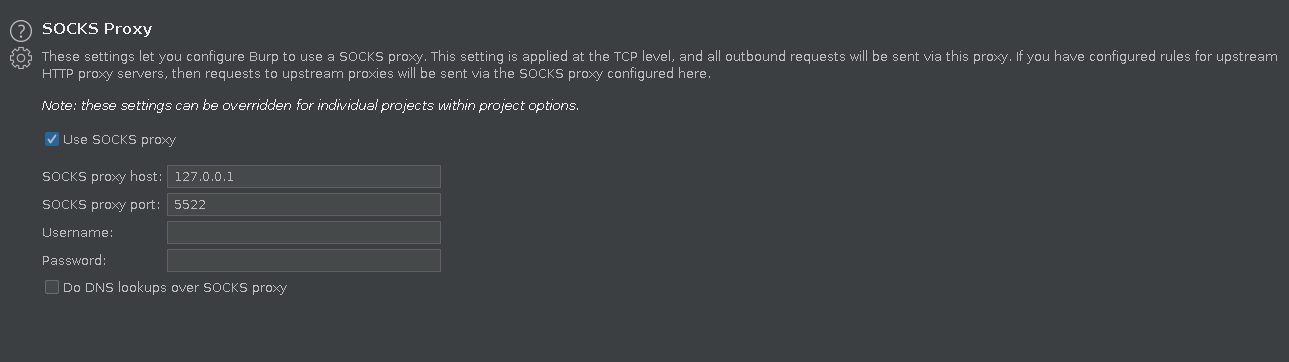 SOCKS Proxy
These settings let you configure Burp to use a SOCKS proxy. This setting is applied at the TCP level, and all outbound requests will be sent via this proxy. If you have configured rules for upstream
HTTP proxy servers, then requests to upstream proxies will be sent via the SOCKS proxy configured here.
Note: these settings can be overridden for individual projects within project options.
Use SOCKS proxy
SOCKS proxy host: 127.0.0.1
SOCKS proxy port: 5522
Username:
Password:
Do DNS lookups over SOCKS proxy